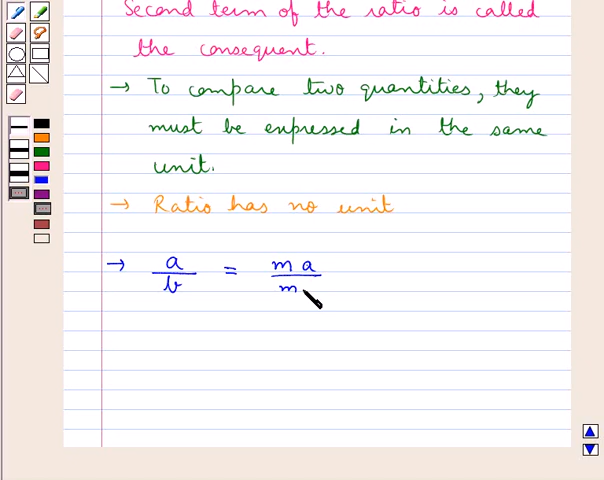 Second term of the ratio is called
the consequent.
→ To compare two quantities, they
must be expressed in the same
unit.
→ Ratio has no unit
→ a/b = ma/m